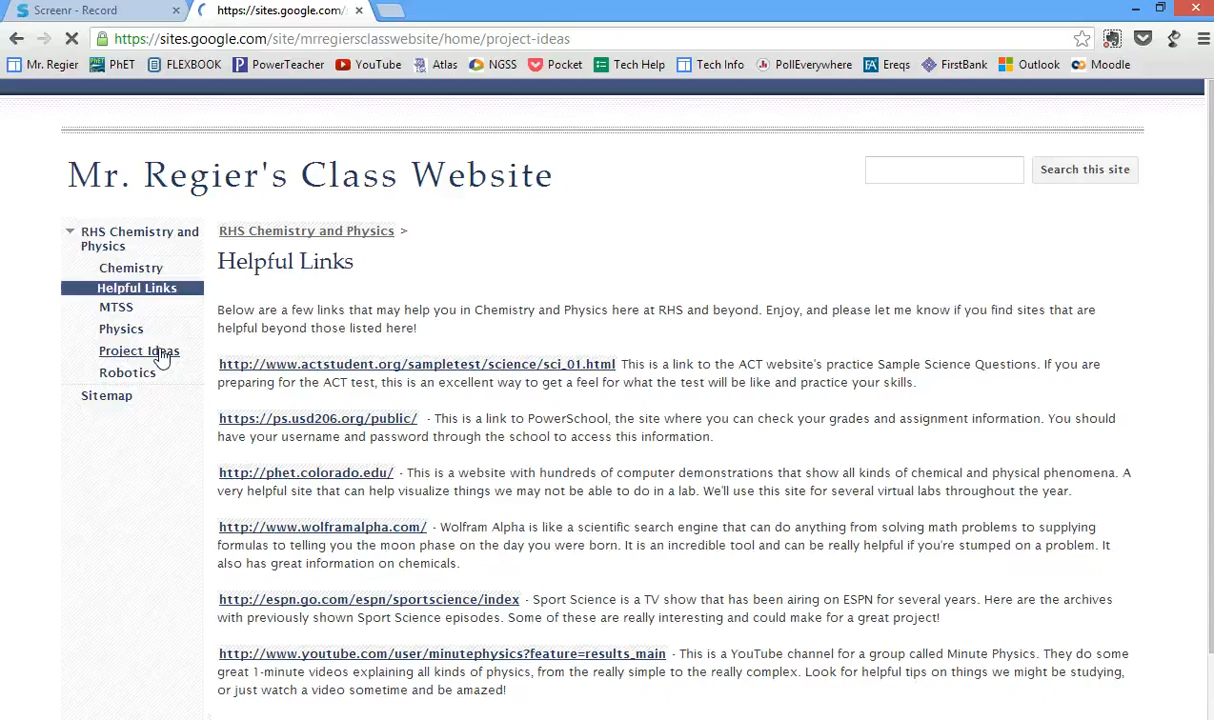 Screenr - Record
https://sites.google.com/s
https://sites.google.com/site/mrregiersclasswebsite/home/project-ideas
Mr. Regier PhET FLEXBOOK PowerTeacher YouTube Atlas NGSS Pocket Tech Help Tech Info PollEverywhere Ereqs FirstBank Outlook Moodle
Mr. Regier's Class Website
Search this site
RHS Chemistry and
Physics
Chemistry
Helpful Links
MTSS
Physics
Project Ideas
Robotics
Sitemap
RHS Chemistry and Physics >
Helpful Links
Below are a few links that may help you in Chemistry and Physics here at RHS and beyond. Enjoy, and please let me know if you find sites that are
helpful beyond those listed here!
http://www.actstudent.org/sampletest/science/sci_01.html This is a link to the ACT website's practice Sample Science Questions. If you are
preparing for the ACT test, this is an excellent way to get a feel for what the test will be like and practice your skills.
https://ps.usd206.org/public/ - This is a link to PowerSchool, the site where you can check your grades and assignment information. You should
have your username and password through the school to access this information.
http://phet.colorado.edu/ - This is a website with hundreds of computer demonstrations that show all kinds of chemical and physical phenomena. A
very helpful site that can help visualize things we may not be able to do in a lab. We'll use this site for several virtual labs throughout the year.
http://www.wolframalpha.com/ - Wolfram Alpha is like a scientific search engine that can do anything from solving math problems to supplying
formulas to telling you the moon phase on the day you were born. It is an incredible tool and can be really helpful if you're stumped on a problem. It
also has great information on chemicals.
http://espn.go.com/espn/sportscience/index - Sport Science is a TV show that has been airing on ESPN for several years. Here are the archives
with previously shown Sport Science episodes. Some of these are really interesting and could make for a great project!
http://www.youtube.com/user/minutephysics?feature=results_main - This is a YouTube channel for a group called Minute Physics. They do some
great 1-minute videos explaining all kinds of physics, from the really simple to the really complex. Look for helpful tips on things we might be studying,
or just watch a video sometime and be amazed!